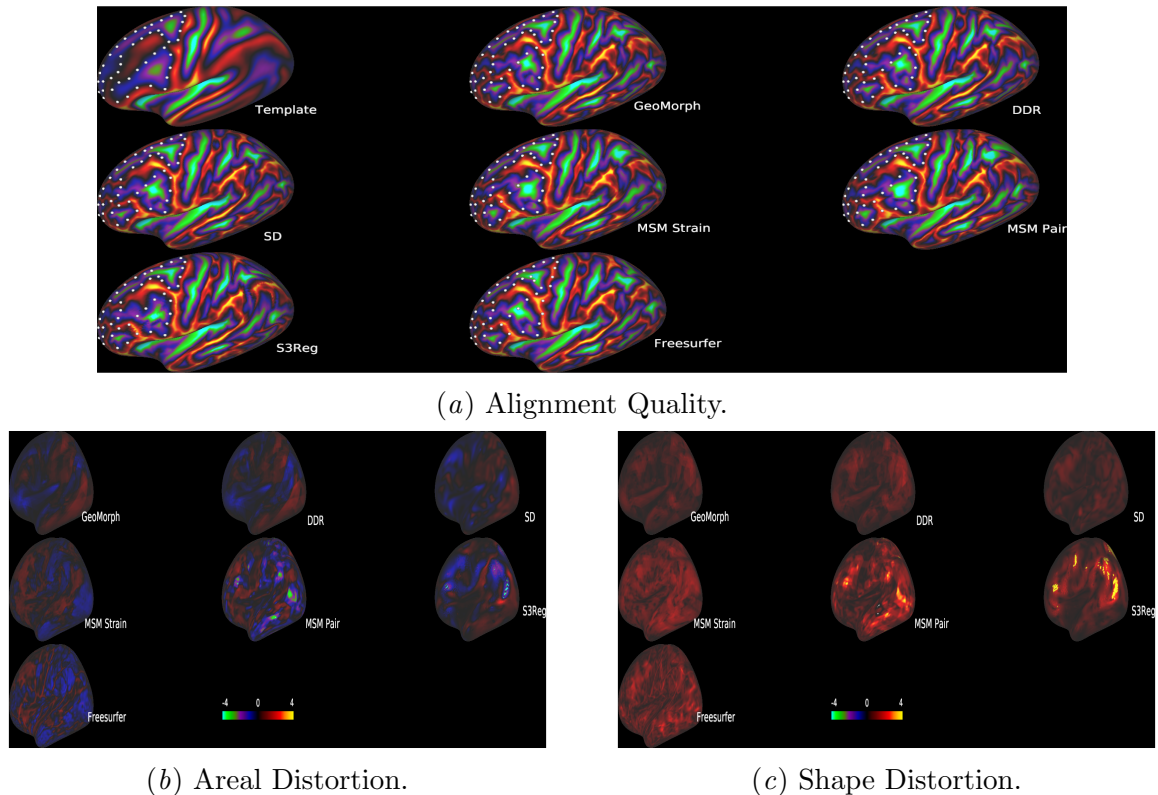 Template
GeoMorph
DDR
SD
MSM Strain
MSM Pair
S3Reg
Freesurfer
(a) Alignment Quality.
GeoMorph
DDR
SD
MSM Strain
MSM Pair
S3Reg
Freesurfer
-4 0 4
(b) Areal Distortion.
GeoMorph
DDR
SD
MSM Strain
MSM Pair
S3Reg
Freesurfer
-4 0 4
(c) Shape Distortion.